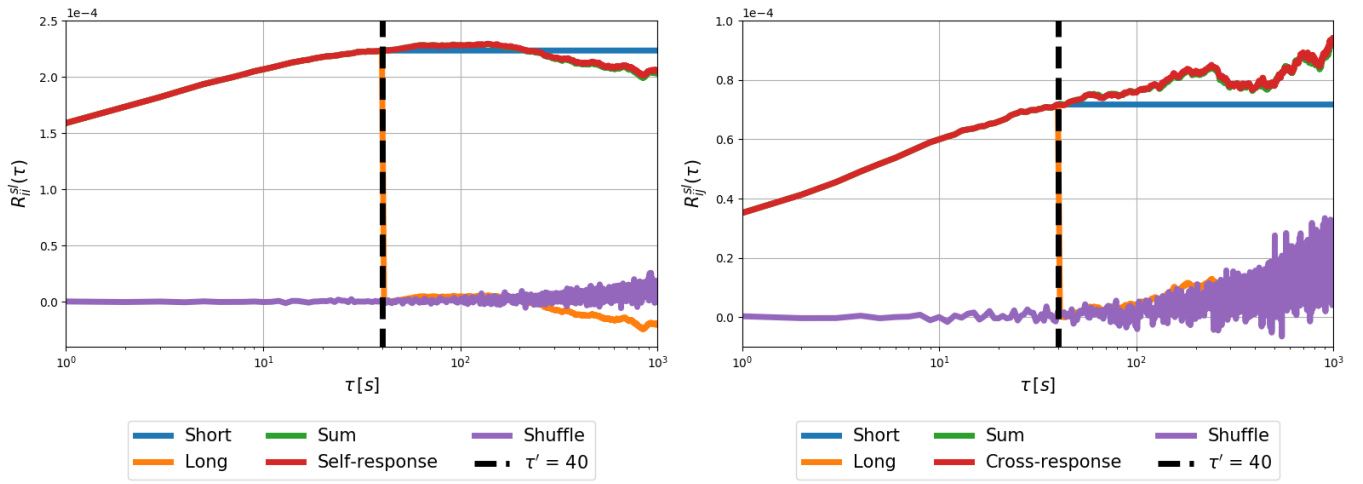 1e−4
2.5
2.0
1.5
1.0
0.5
0.0
R_{ij}^{sl}(τ)
10^0
10^1
10^2
10^3
τ [s]
Short
Sum
Shuffle
Long
Self-response
τ′ = 40
1e−4
1.0
0.8
0.6
0.4
0.2
0.0
R_{ij}^{sl}(τ)
10^0
10^1
10^2
10^3
τ [s]
Short
Sum
Shuffle
Long
Cross-response
τ′ = 40